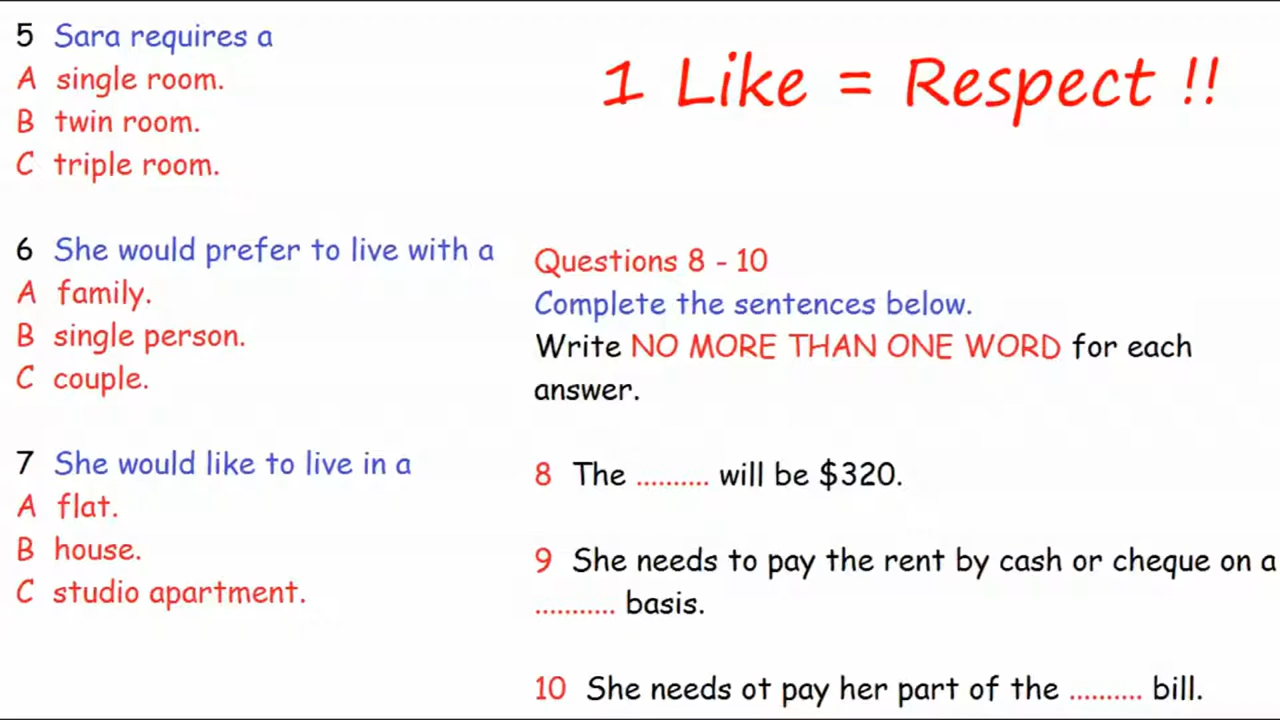 5 Sara requires a
A single room.
B twin room.
C triple room.
6 She would prefer to live with a
A family.
B single person.
C couple.
7 She would like to live in a
A flat.
B house.
C studio apartment.
1 Like = Respect !!
Questions 8 - 10
Complete the sentences below.
Write NO MORE THAN ONE WORD for each
answer.
8 The .......... will be $320.
9 She needs to pay the rent by cash or cheque on a
........... basis.
10 She needs ot pay her part of the .......... bill.